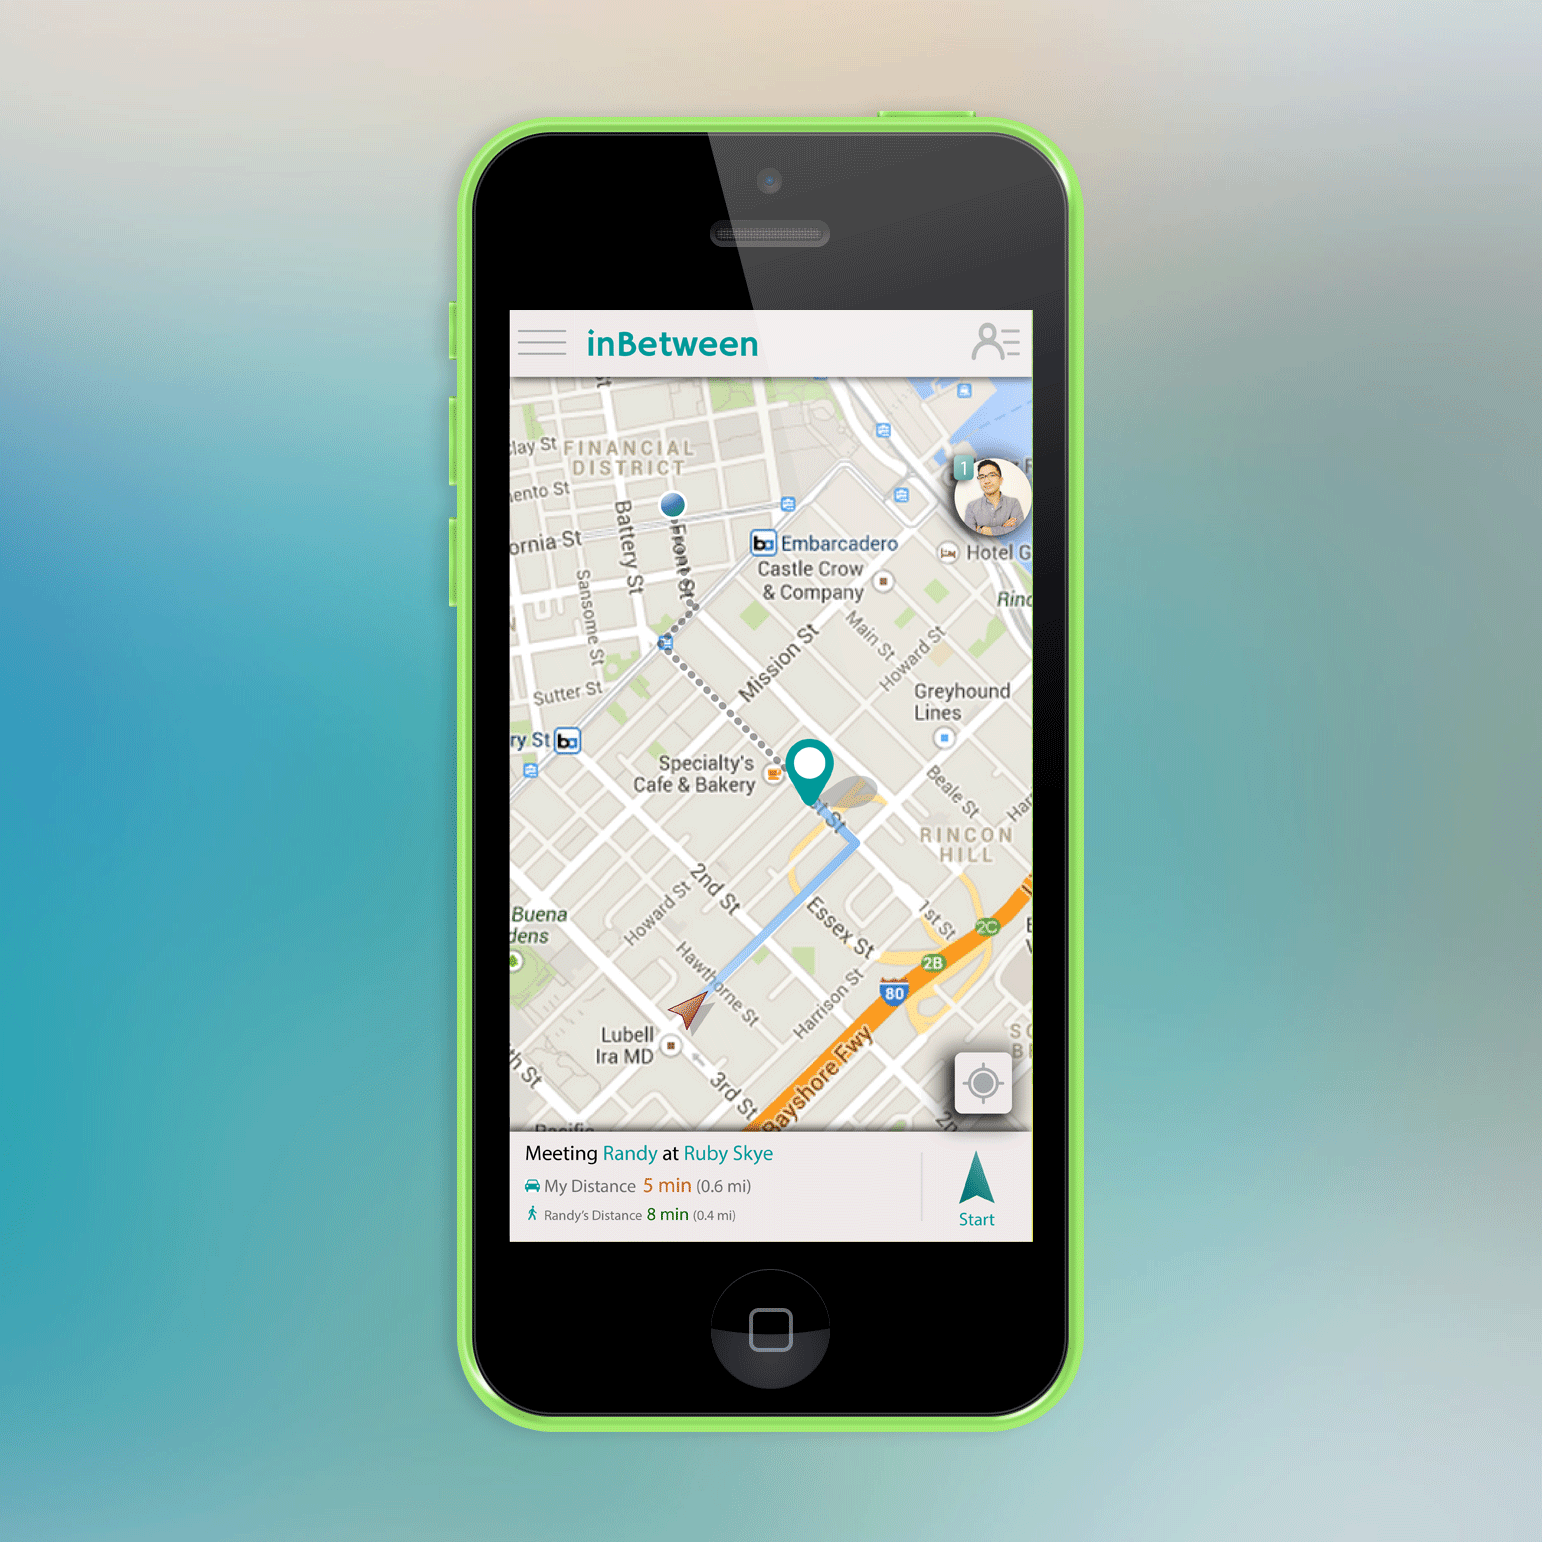 inBetween
lay St
FINANCIAL
DISTRICT
ento St
1
Battery St
Front St
ornia St
Embarcadero
Hotel G
Castle Crow
& Company
Sansome St
Rinc
Main St
Howard St
Mission St
Sutter St
Greyhound
Lines
ry St
Specialty's
Cafe & Bakery
Beale St
Har
st St
RINCON
HILL
2nd St
Howard St
Essex St
1st St
Buena
dens
2C
2B
80
Hawthorne St
Harrison St
Lubell
Ira MD
th St
3rd St
Bayshore Fwy
2n
Pacific
Meeting Randy at Ruby Skye
My Distance 5 min (0.6 mi)
Randy's Distance 8 min (0.4 mi)
Start